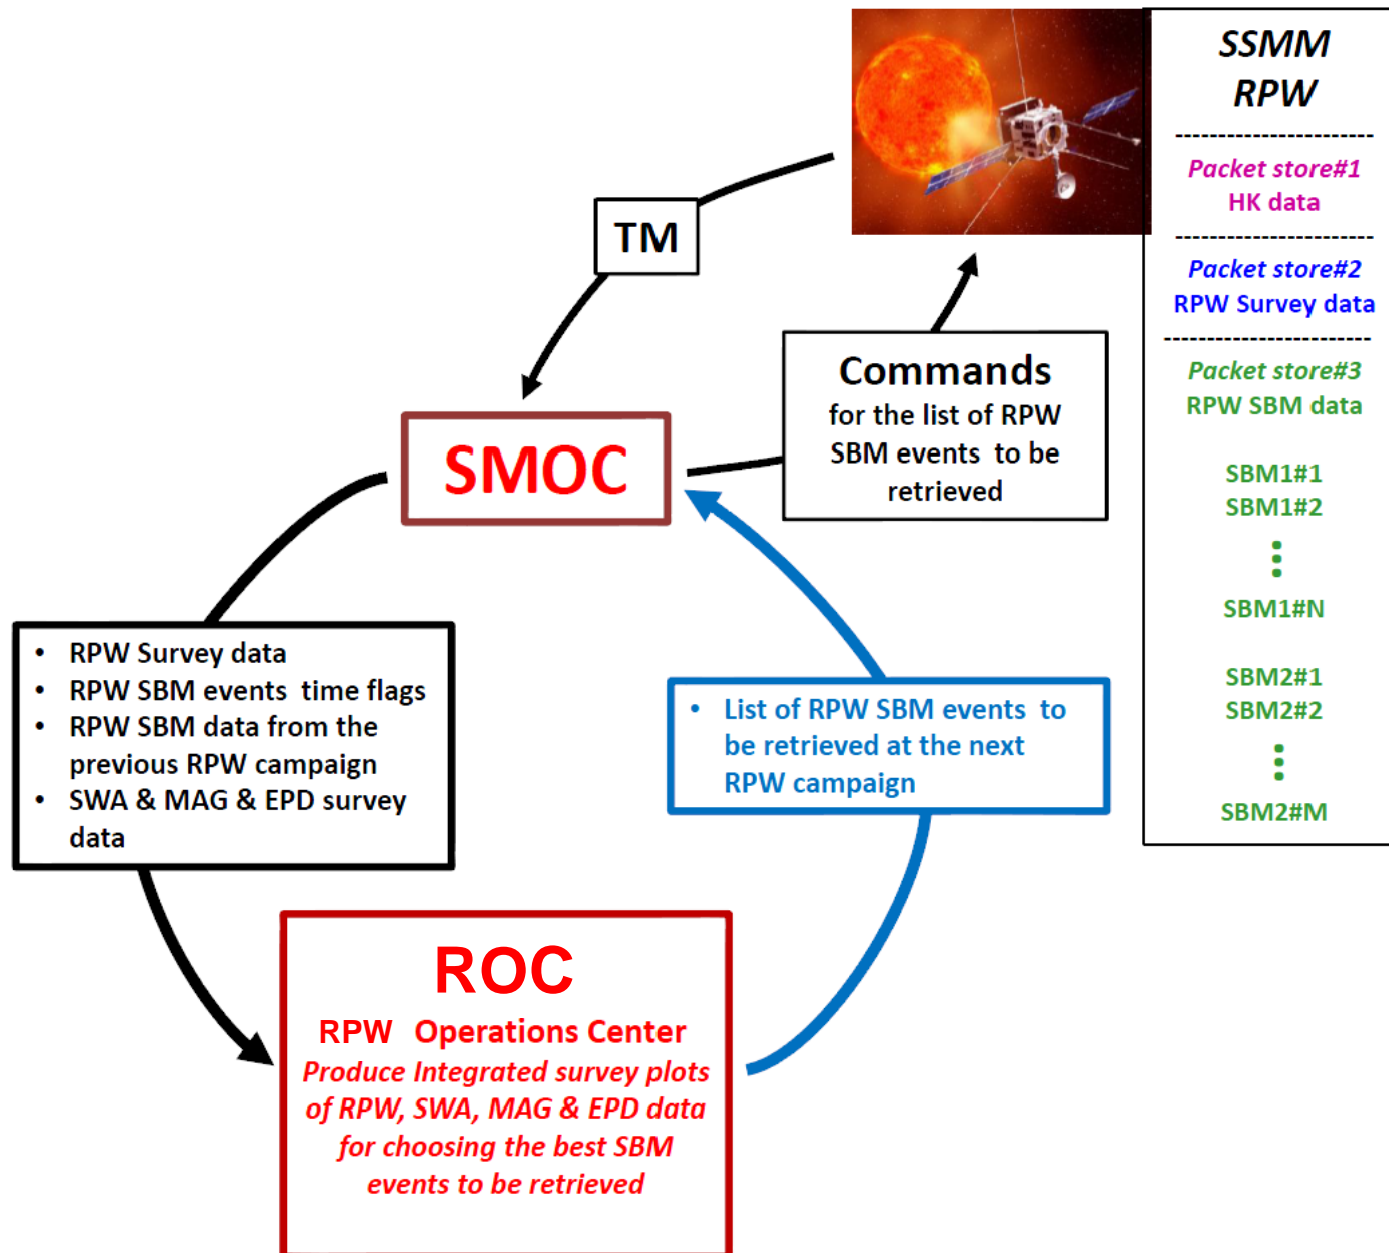 SSMM
RPW
-----------------------
Packet store#1
HK data
-----------------------
Packet store#2
RPW Survey data
------------------------
Packet store#3
RPW SBM data
SBM1#1
SBM1#2
SBM1#N
SBM2#1
SBM2#2
SBM2#M
TM
Commands
for the list of RPW
SBM events to be
retrieved
SMOC
• RPW Survey data
• RPW SBM events time flags
• RPW SBM data from the
previous RPW campaign
• SWA & MAG & EPD survey
data
• List of RPW SBM events to
be retrieved at the next
RPW campaign
ROC
RPW Operations Center
Produce Integrated survey plots
of RPW, SWA, MAG & EPD data
for choosing the best SBM
events to be retrieved